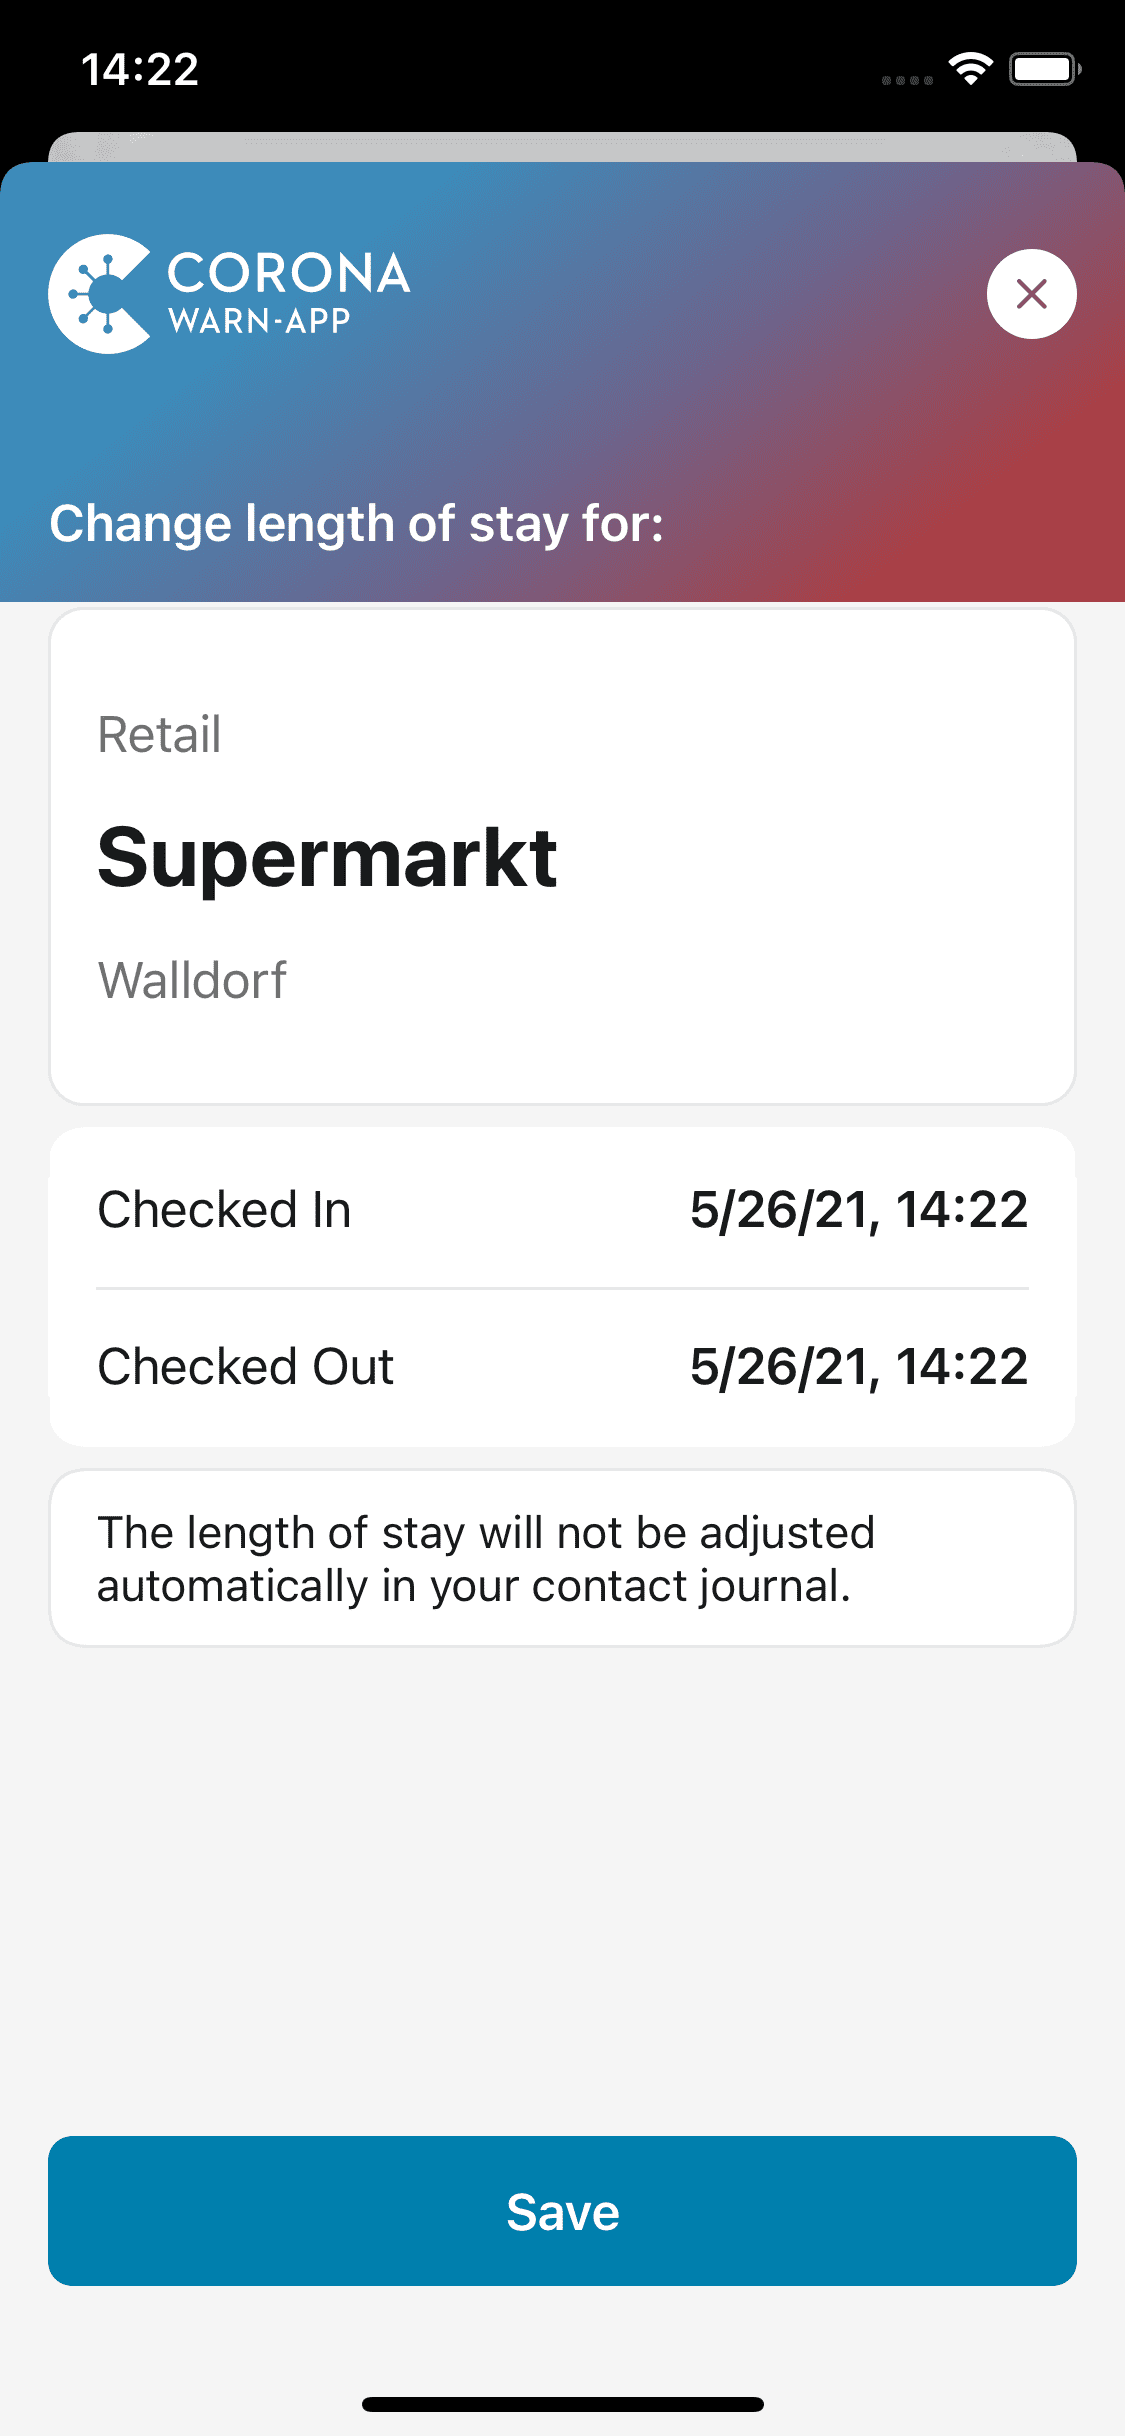 14:22
CORONA
WARN-APP
Change length of stay for:
Retail
Supermarkt
Walldorf
Checked In 5/26/21, 14:22
Checked Out 5/26/21, 14:22
The length of stay will not be adjusted
automatically in your contact journal.
Save